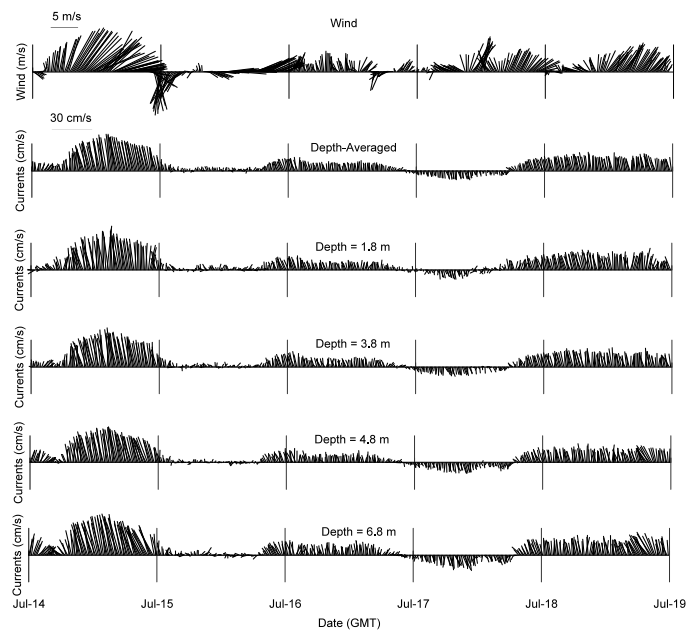 5 m/s
Wind
Wind (m/s)
30 cm/s
Depth-Averaged
Currents (cm/s)
Depth = 1.8 m
Currents (cm/s)
Depth = 3.8 m
Currents (cm/s)
Depth = 4.8 m
Currents (cm/s)
Depth = 6.8 m
Currents (cm/s)
Jul-14 Jul-15 Jul-16 Jul-17 Jul-18 Jul-19
Date (GMT)